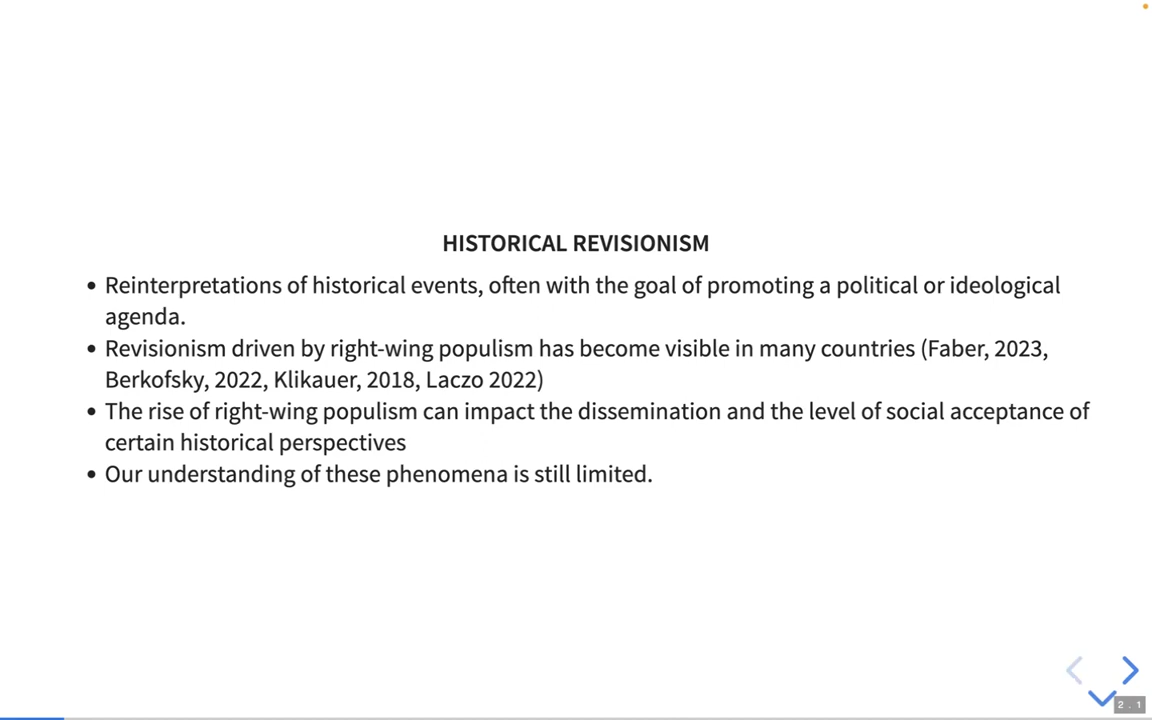 HISTORICAL REVISIONISM
• Reinterpretations of historical events, often with the goal of promoting a political or ideological
agenda.
• Revisionism driven by right-wing populism has become visible in many countries (Faber, 2023,
Berkofsky, 2022, Klikauer, 2018, Laczo 2022)
• The rise of right-wing populism can impact the dissemination and the level of social acceptance of
certain historical perspectives
• Our understanding of these phenomena is still limited.
2 . 1